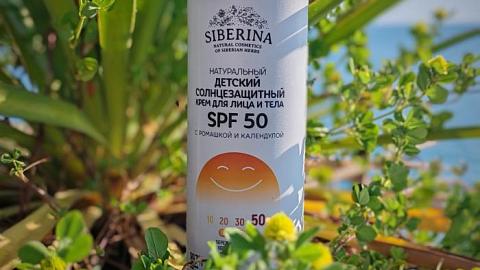 SIBERINA
NATURAL COSMETICS
OF SIBERIAN HERBS
НАТУРАЛЬНЫЙ
ДЕТСКИЙ
СОЛНЦЕЗАЩИТНЫЙ
КРЕМ ДЛЯ ЛИЦА И ТЕЛА
SPF 50
С РОМАШКОЙ И КАЛЕНДУЛОЙ
10 20 30 50